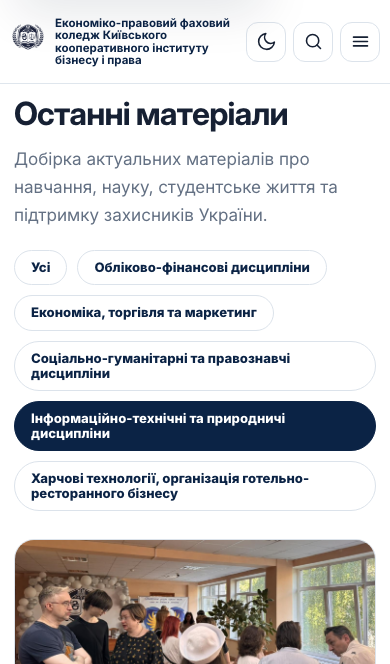 Економіко-правовий фаховий
коледж Київського
кооперативного інституту
бізнесу і права
Останні матеріали
Добірка актуальних матеріалів про
навчання, науку, студентське життя та
підтримку захисників України.
Усі
Обліково-фінансові дисципліни
Економіка, торгівля та маркетинг
Соціально-гуманітарні та правознавчі
дисципліни
Інформаційно-технічні та природничі
дисципліни
Харчові технології, організація готельно-
ресторанного бізнесу